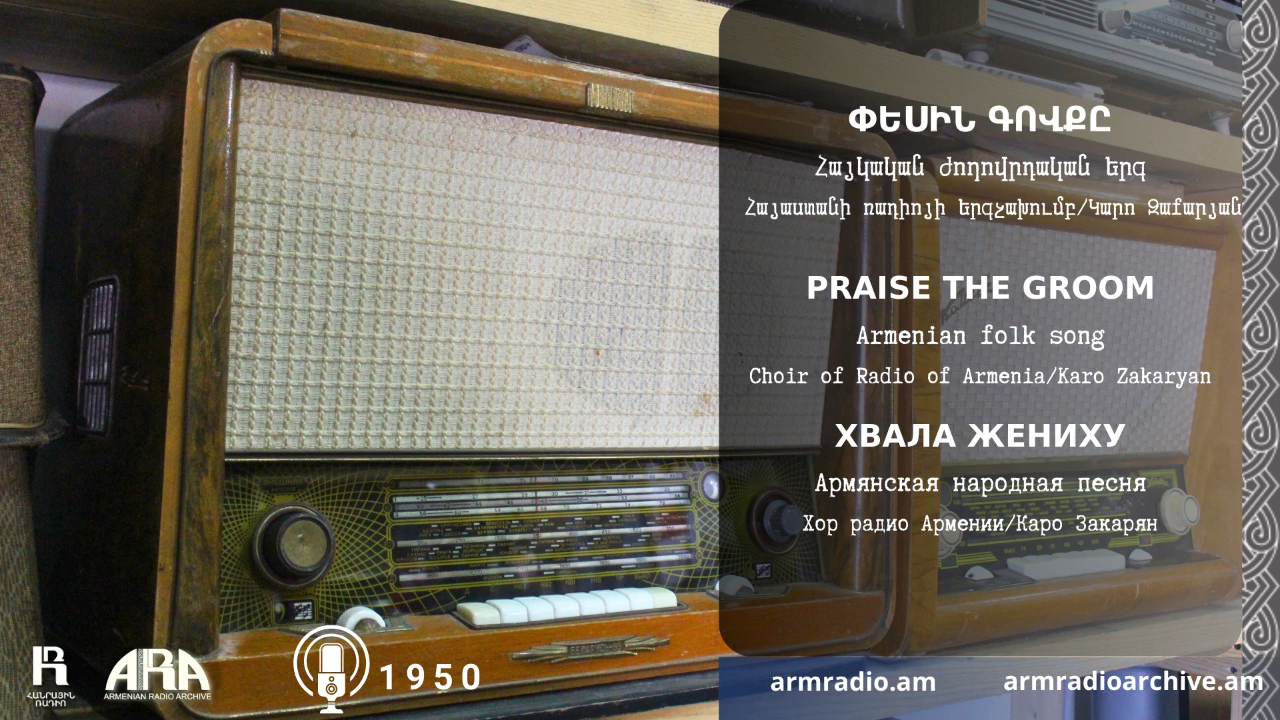 ՓԵՍԻՆ ԳՈՎՔԸ
Հայկական ժողովրդական երգ
Հայաստանի ռադիոյի երգչախումբ/Կարո Զաքարյան
PRAISE THE GROOM
Armenian folk song
Choir of Radio of Armenia/Karo Zakaryan
ХВАЛА ЖЕНИХУ
Армянская народная песня
Хор радио Армении/Каро Закарян
ՀԱՆՐԱՅԻՆ
ՌԱԴԻՈ
ARA
ARMENIAN RADIO ARCHIVE
1950
armradio.am
armradioarchive.am